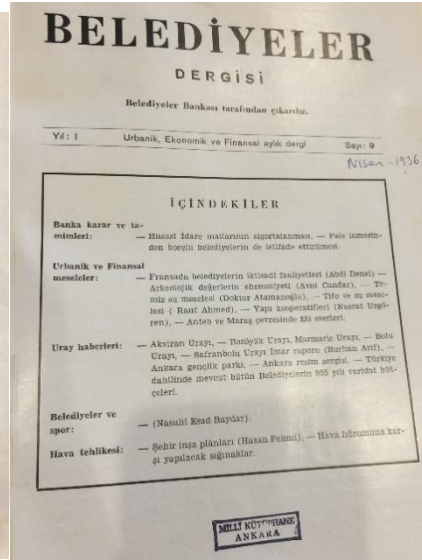 BELEDİYELER
DERGİSİ
Belediyeler Bankası tarafından çıkarılır.
Yıl: 1 Urbanik, Ekonomik ve Finansal aylık dergi Sayı: 9
Nisan - 1936
İÇİNDEKİLER
Banka karar ve ta-
mimleri: — Hususî İdare mallarının sigortalanması, — Faiz inmesin-
den borçlu belediyelerin de istifade ettirilmesi.
Urbanik ve Finansal
meseleler: — Fransada belediyelerin iktisadî faaliyetleri (Abdi Denel) —
Arkeolojik değerlerin ehemmiyeti (Avni Candar), — Te-
miz su meselesi (Doktor Atamanoğlu), — Tifo ve su mese-
lesi ( Rauf Ahmed), — Yapı kooperatifleri (Nusrat Uzgö-
ren), — Anteb ve Maraş çevresinde Eti eserleri.
Uray haberleri: — Akviran Urayı, — Bozöyük Urayı, Marmaris Urayı, — Bolu
Urayı, — Safranbolu Urayı İmar raporu (Burhan Arif), —
Ankara gençlik parkı, — Ankara resim sergisi, — Türkiye
dahilinde mevcut bütün Belediyelerin 935 yılı varidat büt-
çeleri.
Belediyeler ve
spor: — (Nasuhi Esad Baydar).
Hava tehlikesi: — Şehir inşa plânları (Hasan Fehmi), — Hava hücumuna kar-
şı yapılacak sığınaklar.
MİLLİ KÜTÜPHANE
ANKARA